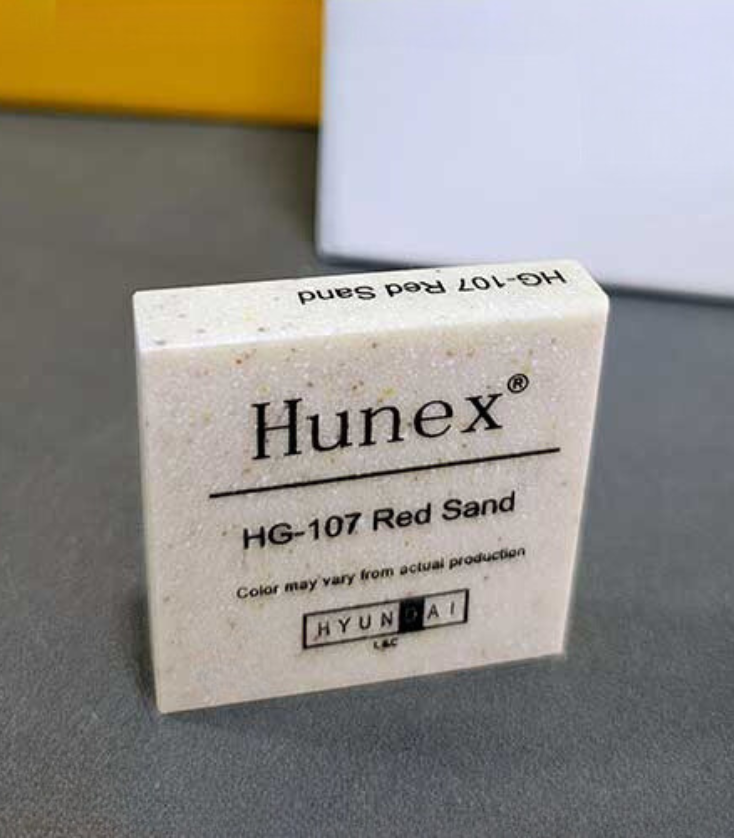 HG-107 Red Sand
Hunex®
HG-107 Red Sand
Color may vary from actual production
HYUNDAI
L&C